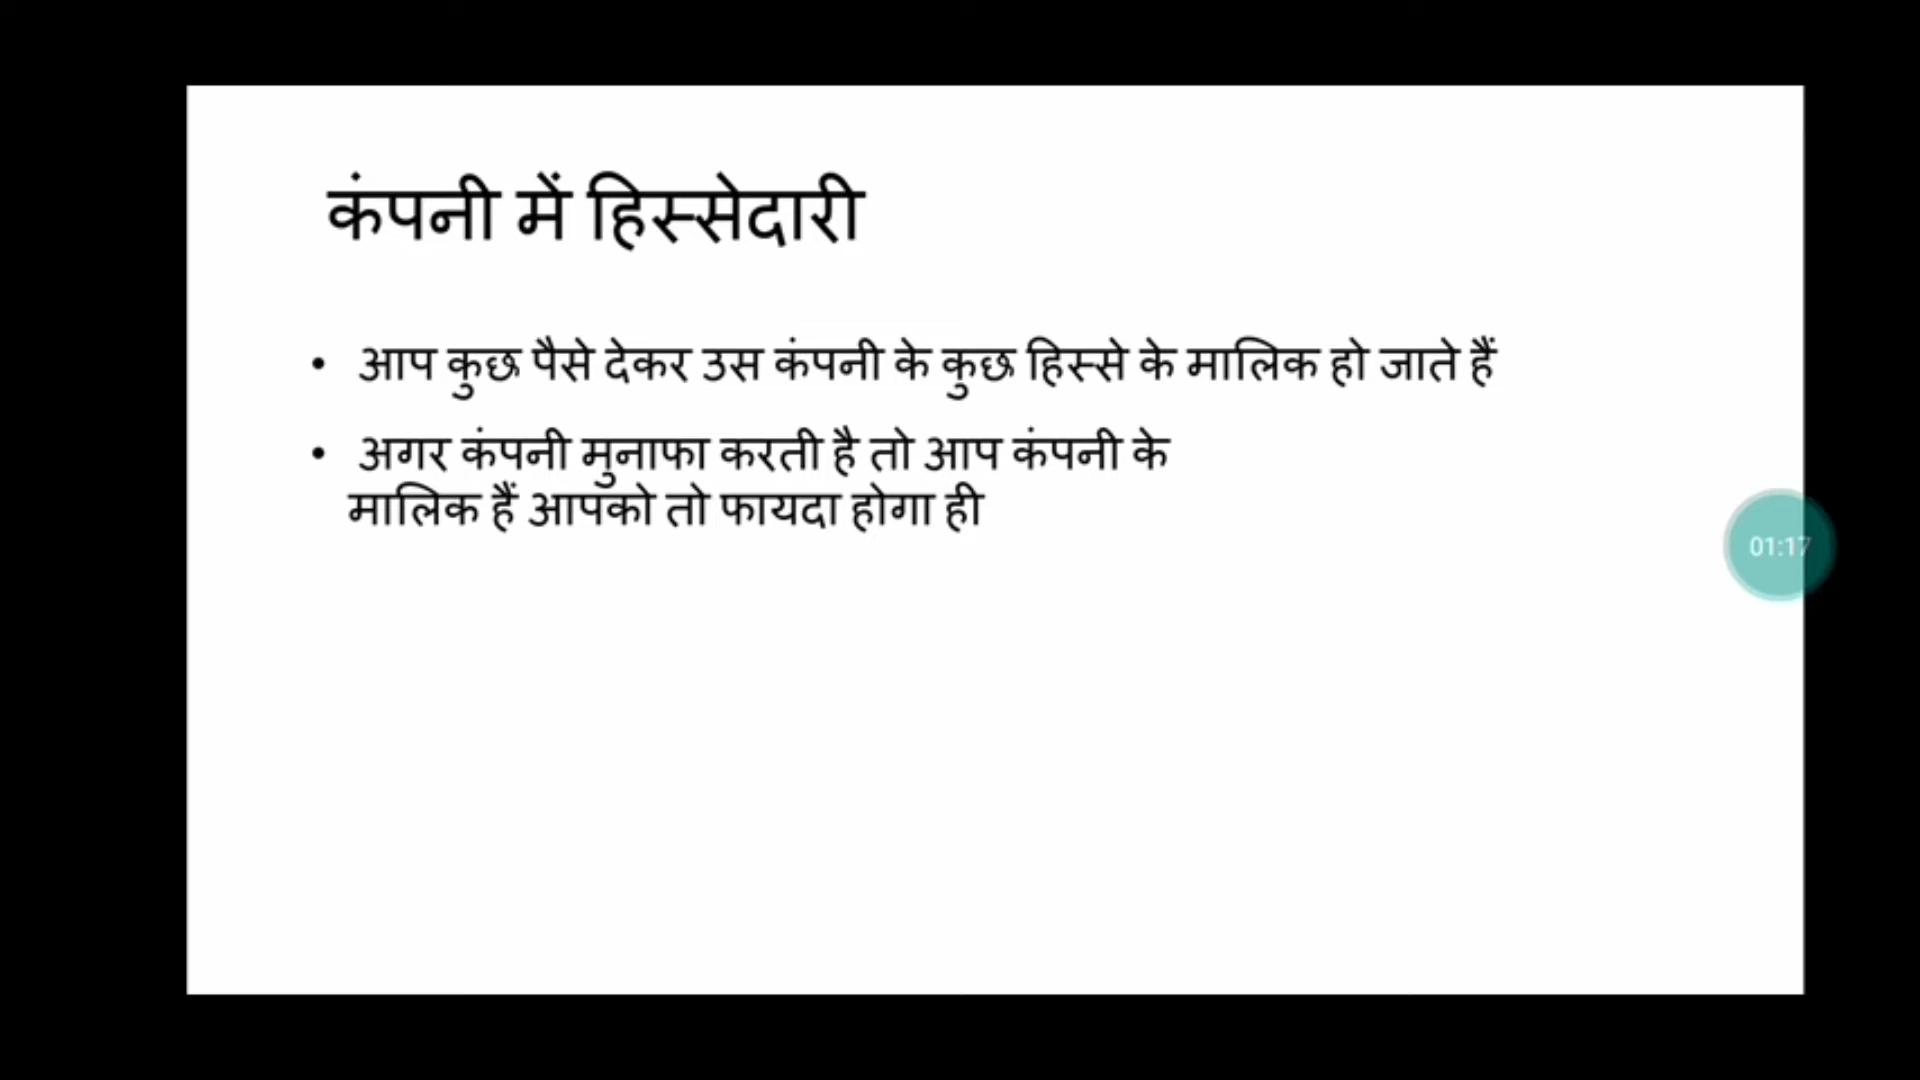 कंपनी में हिस्सेदारी
• आप कुछ पैसे देकर उस कंपनी के कुछ हिस्से के मालिक हो जाते हैं
• अगर कंपनी मुनाफा करती है तो आप कंपनी के
मालिक हैं आपको तो फायदा होगा ही
01:17